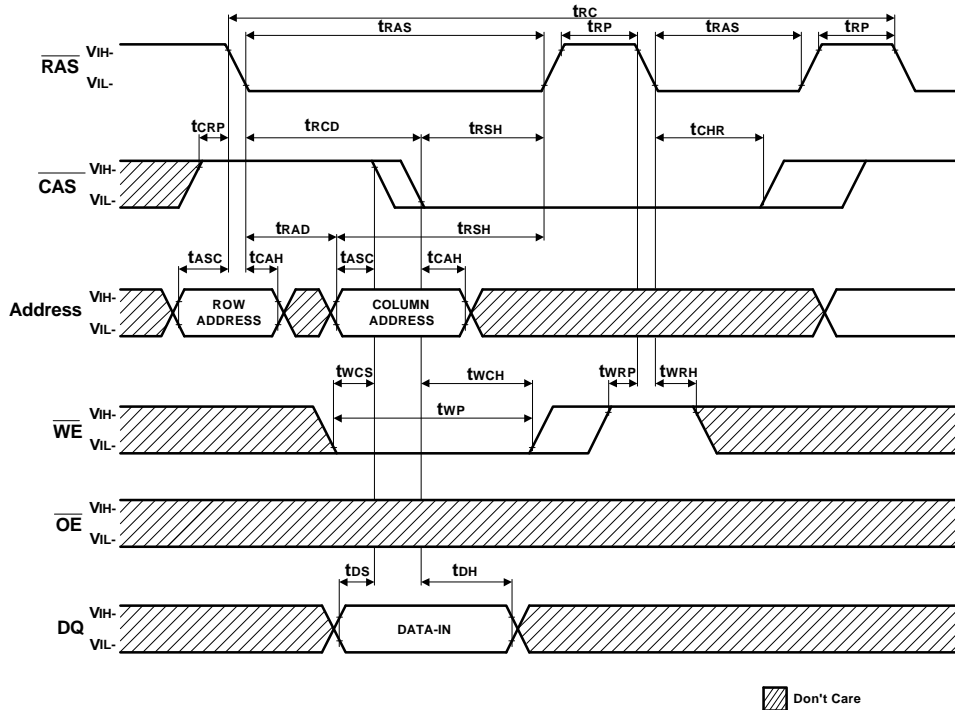 tRC
tRAS tRP tRAS tRP
RAS VIH-
VIL-
tCRP tRCD tRSH tCHR
CAS VIH-
VIL-
tRAD tRSH
tASC tCAH tASC tCAH
Address VIH-
VIL-
ROW ADDRESS
COLUMN ADDRESS
tWCS tWCH tWRP tWRH
tWP
WE VIH-
VIL-
OE VIH-
VIL-
tDS tDH
DQ VIH-
VIL-
DATA-IN
Don't Care